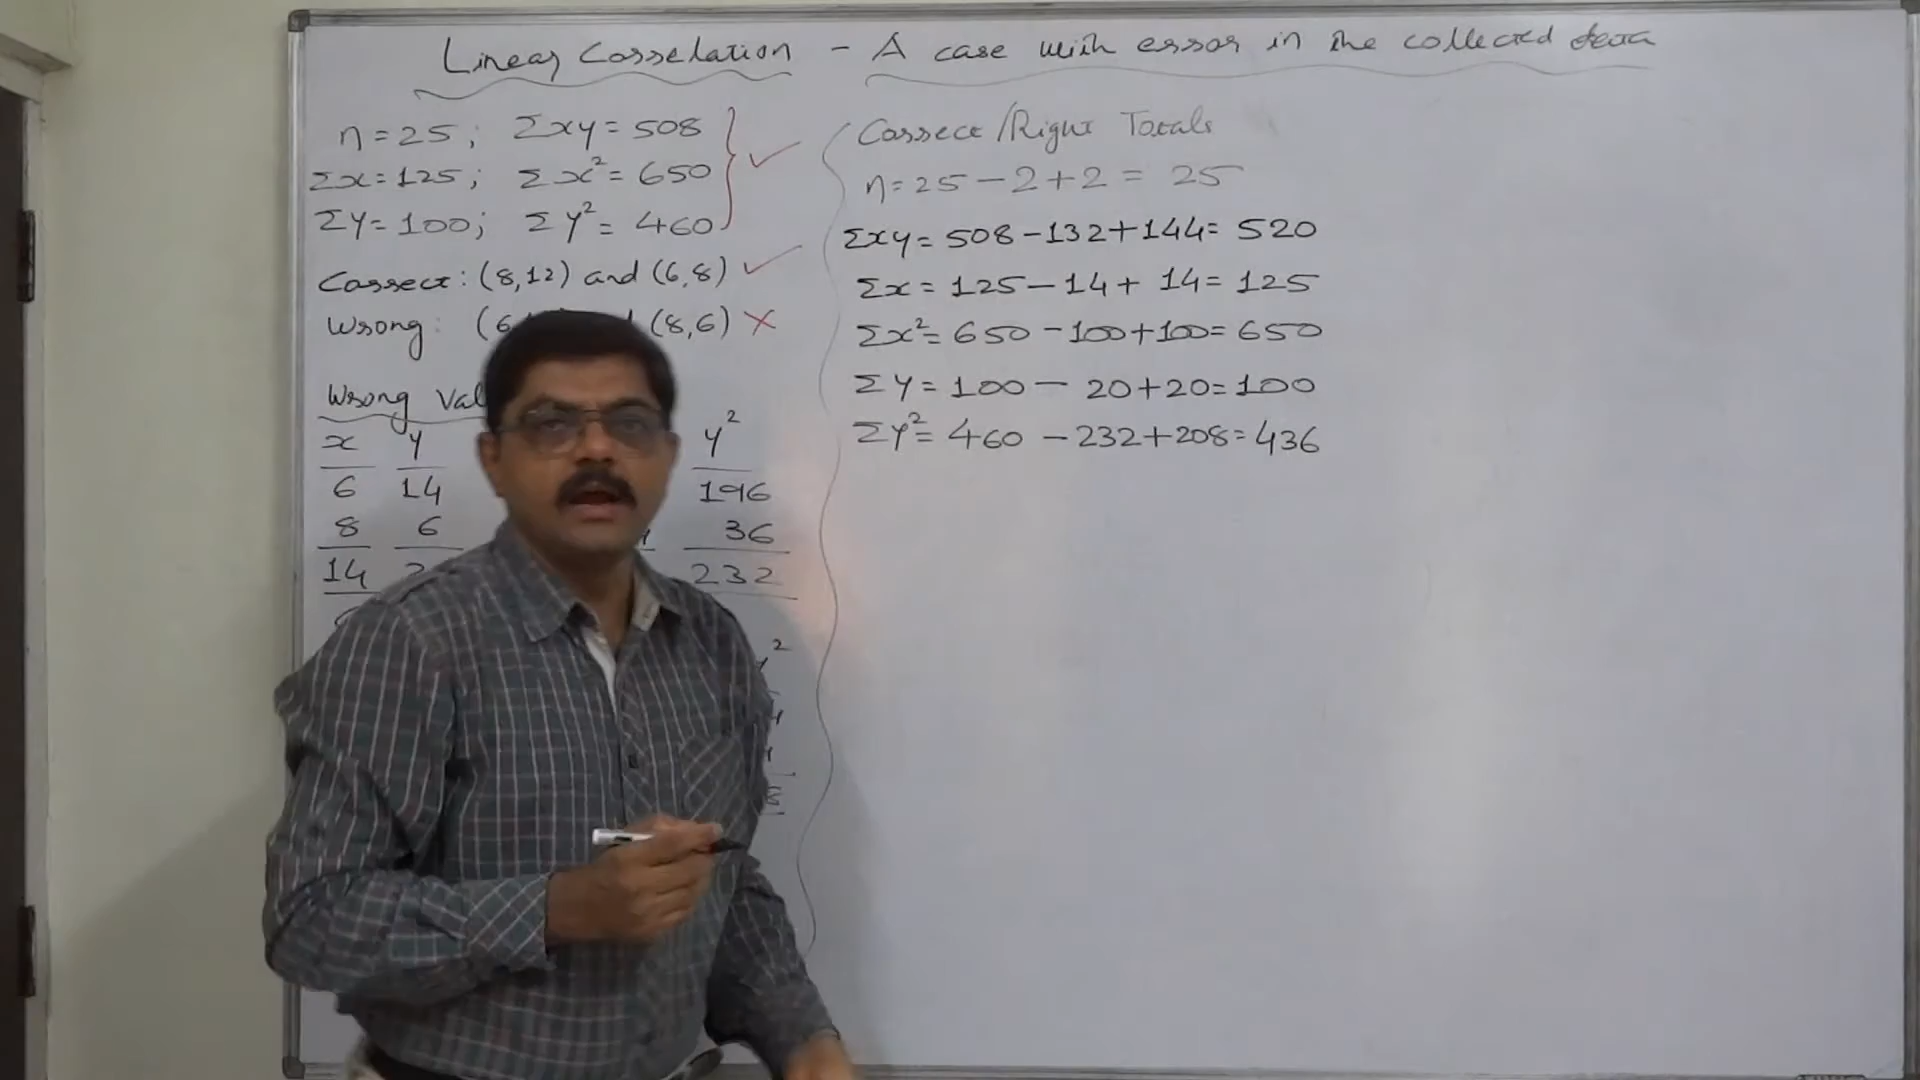 Linear Correlation - A case with error in the collected data
n=25; Σxy=508
Σx=125; Σx²=650
Σy=100; Σy²=460
Correct: (8,12) and (6,8) ✓
Wrong: (8,6) ×
Wrong
x y y²
6 14 196
8 6 36
14 232
Correct/Right Totals
n=25-2+2= 25
Σxy=508-132+144=520
Σx=125-14+14=125
Σx²=650-100+100=650
Σy=100-20+20=100
Σy²=460-232+208=436